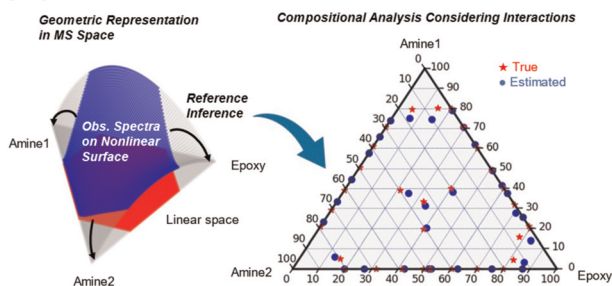 Geometric Representation
in MS Space
Compositional Analysis Considering Interactions
Amine1
True
Estimated
Reference
Inference
Obs. Spectra
on Nonlinear
Surface
Amine1
Epoxy
Linear space
Amine2
0
10
20
30
40
50
60
70
80
90
100
100
90
80
70
60
50
40
30
20
10
0
Amine2
0 10 20 30 40 50 60 70 80 90 100
Epoxy